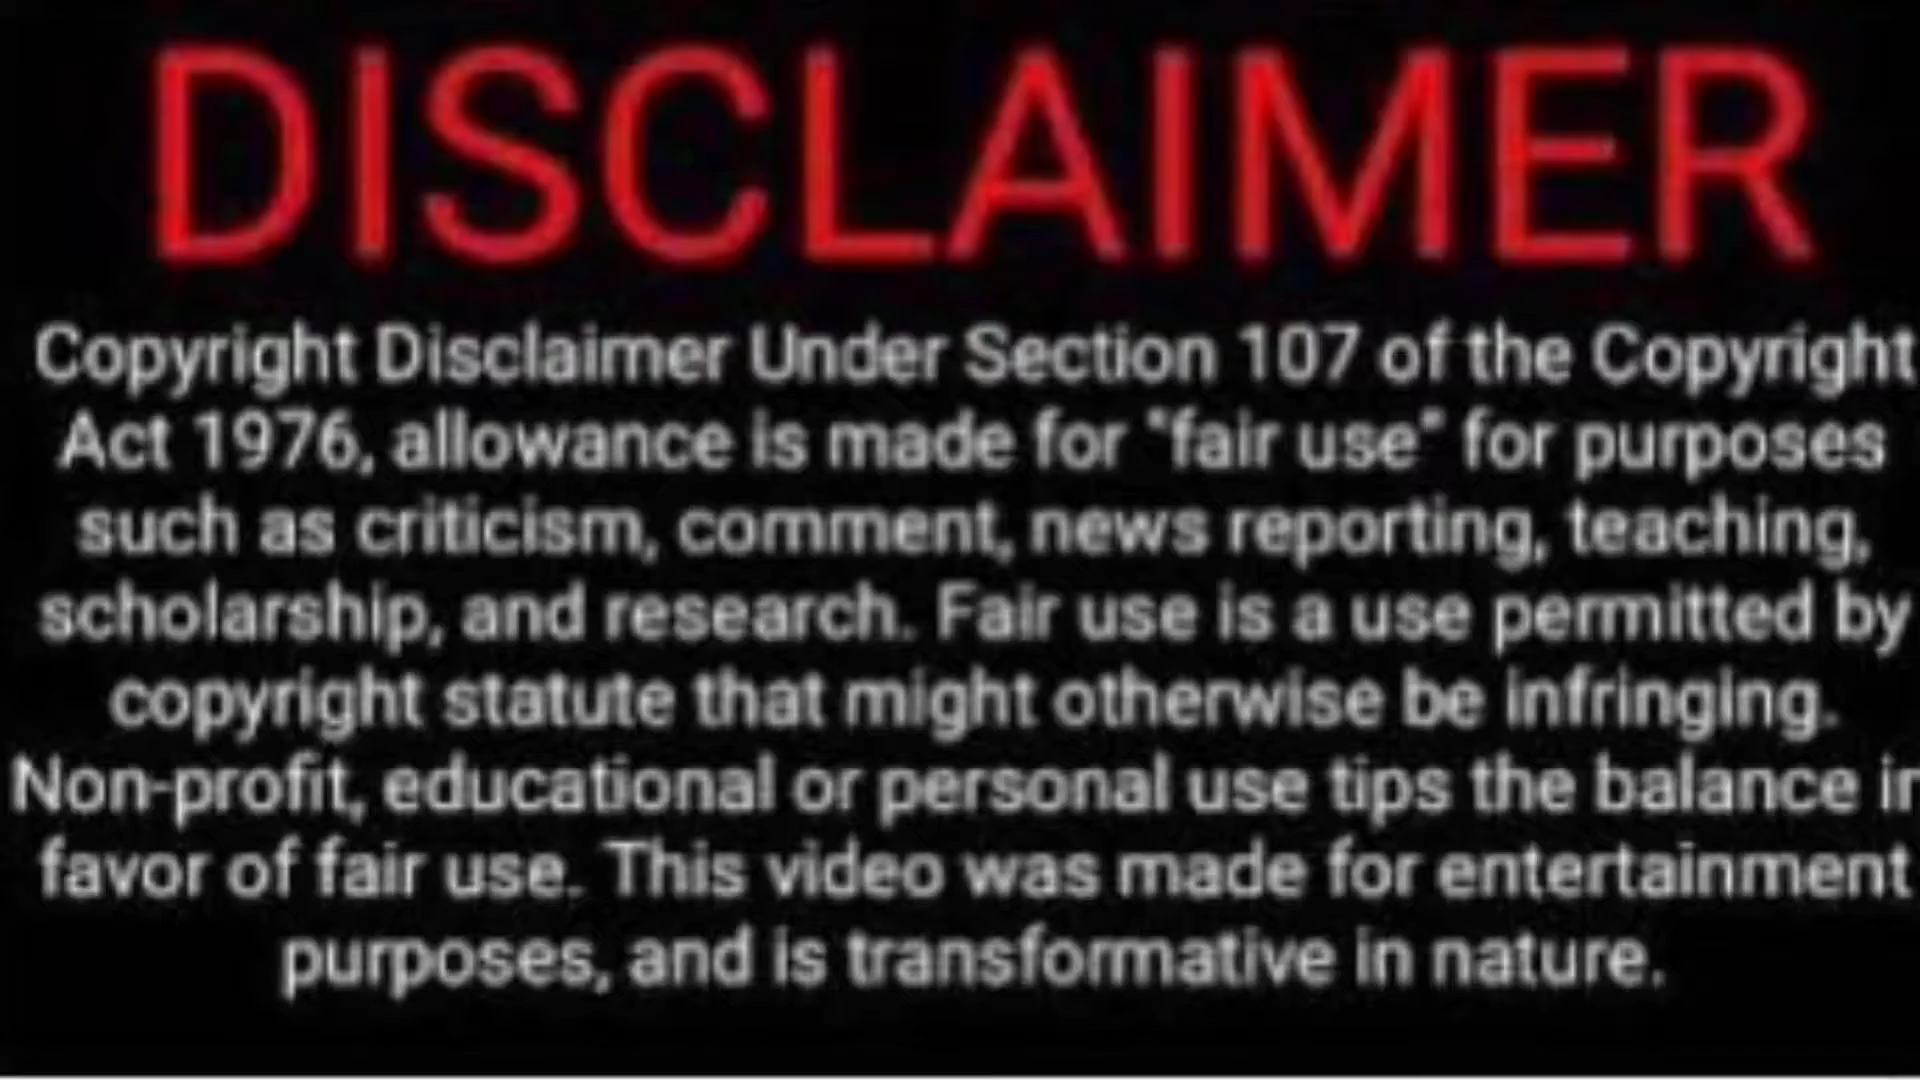 DISCLAIMER
Copyright Disclaimer Under Section 107 of the Copyright
Act 1976, allowance is made for "fair use" for purposes
such as criticism, comment, news reporting, teaching,
scholarship, and research. Fair use is a use permitted by
copyright statute that might otherwise be infringing.
Non-profit, educational or personal use tips the balance in
favor of fair use. This video was made for entertainment
purposes, and is transformative in nature.